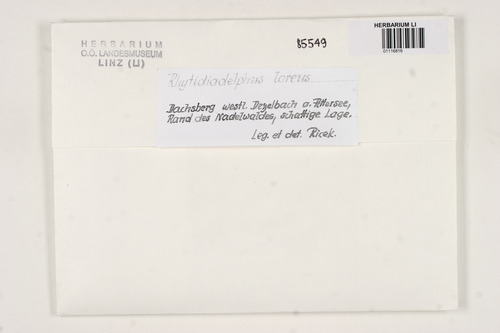 HERBARIUM
O.Ö. LANDESMUSEUM
LINZ (LI)
85549
HERBARIUM LI
Rhytidiadelphus loreus
Dachsberg westl. Dexelbach a. Attersee,
Rand des Nadelwaldes, schattige Lage.
Leg. et det. Ricek.